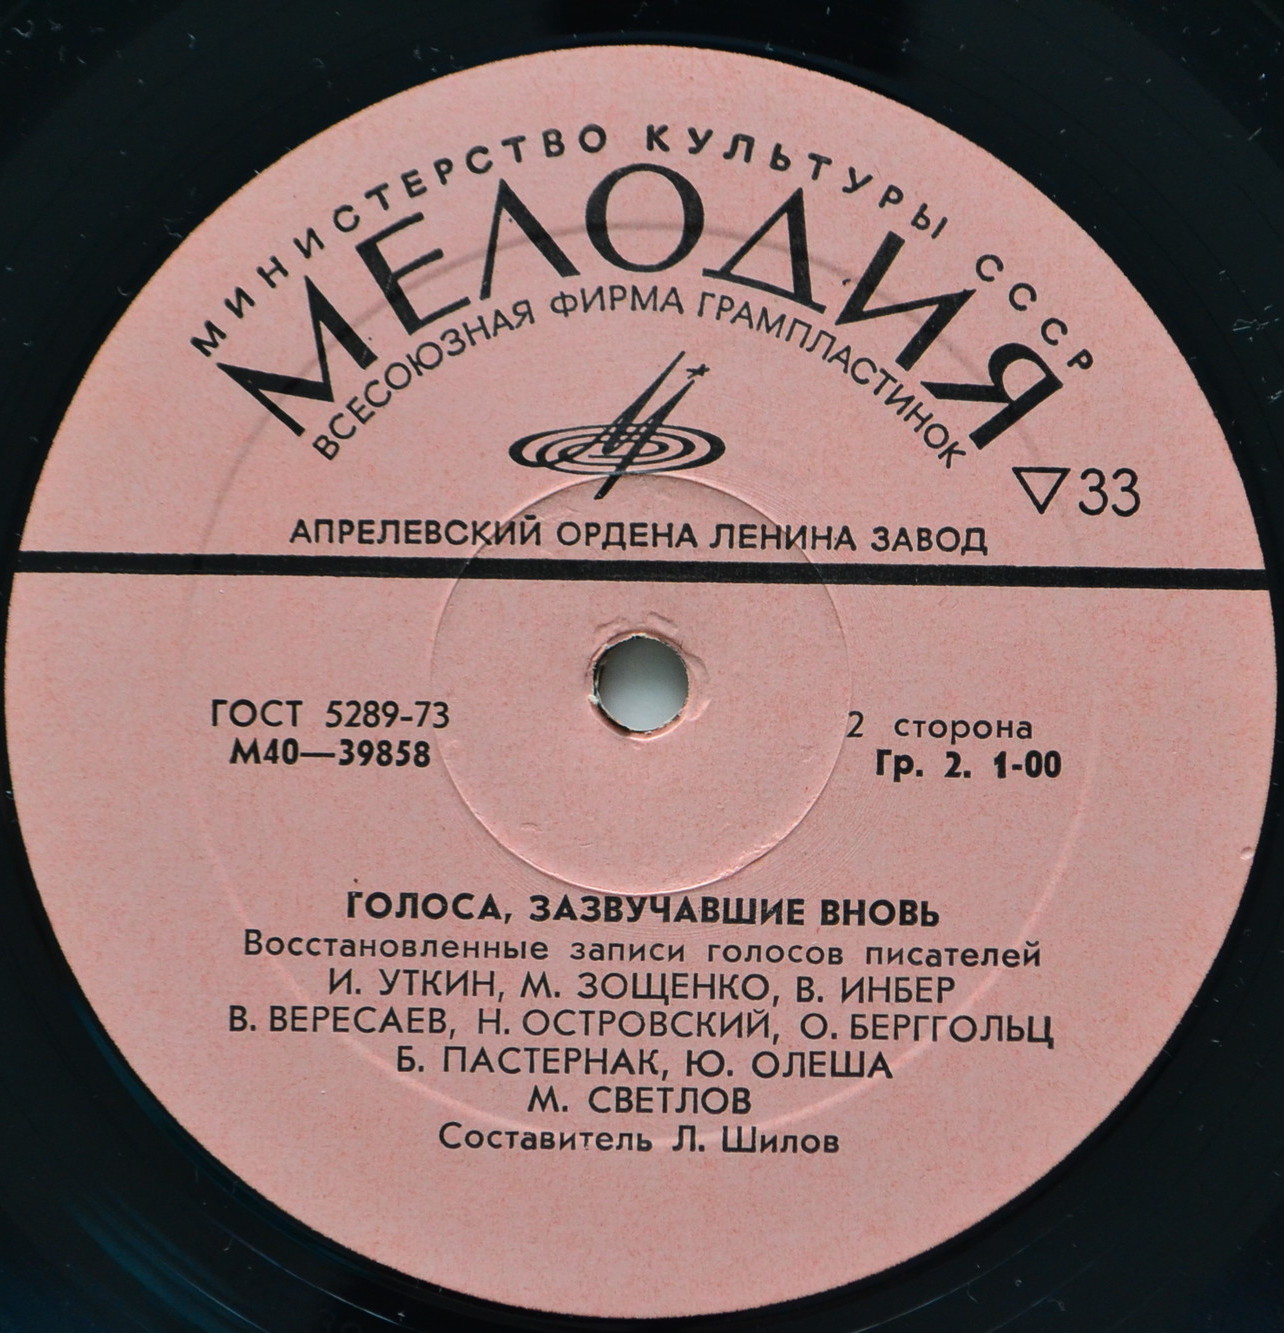 МИНИСТЕРСТВО КУЛЬТУРЫ СССР
МЕЛОДИЯ
ВСЕСОЮЗНАЯ ФИРМА ГРАМПЛАСТИНОК
▽33
АПРЕЛЕВСКИЙ ОРДЕНА ЛЕНИНА ЗАВОД
ГОСТ 5289-73
М40—39858
2 сторона
Гр. 2. 1-00
ГОЛОСА, ЗАЗВУЧАВШИЕ ВНОВЬ
Восстановленные записи голосов писателей
И. УТКИН, М. ЗОЩЕНКО, В. ИНБЕР
В. ВЕРЕСАЕВ, Н. ОСТРОВСКИЙ, О. БЕРГГОЛЬЦ
Б. ПАСТЕРНАК, Ю. ОЛЕША
М. СВЕТЛОВ
Составитель Л. Шилов